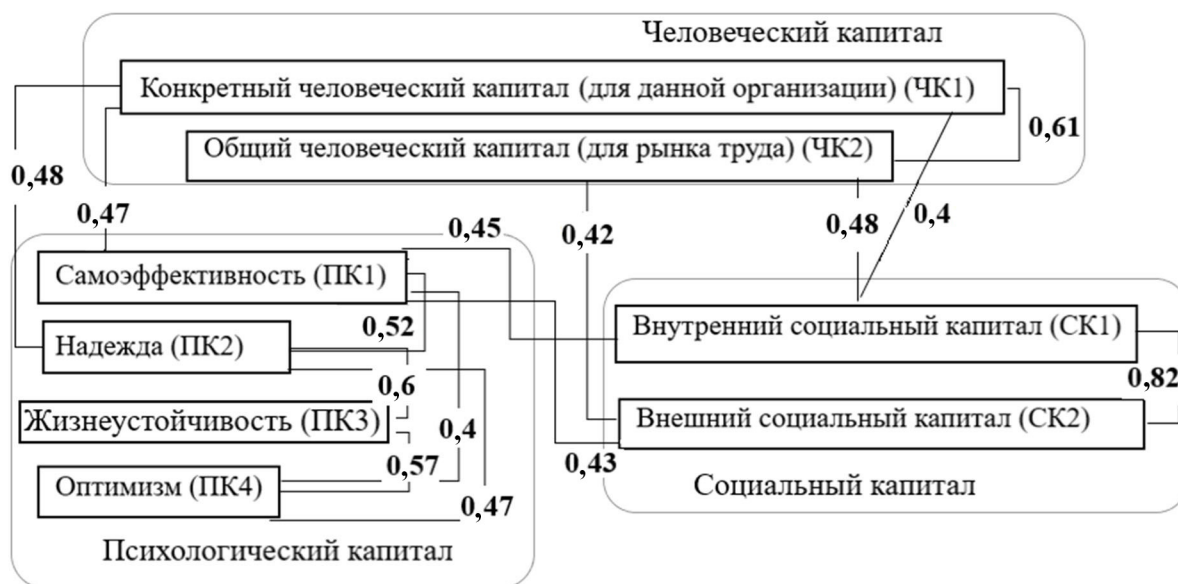 Человеческий капитал
Конкретный человеческий капитал (для данной организации) (ЧК1)
0,61
Общий человеческий капитал (для рынка труда) (ЧК2)
0,48
0,47
0,45
0,42
0,48
0,4
Самоэффективность (ПК1)
0,52
Надежда (ПК2)
0,6
Жизнеустойчивость (ПК3)
0,4
0,57
Оптимизм (ПК4)
0,47
Психологический капитал
0,43
Внутренний социальный капитал (СК1)
0,82
Внешний социальный капитал (СК2)
Социальный капитал